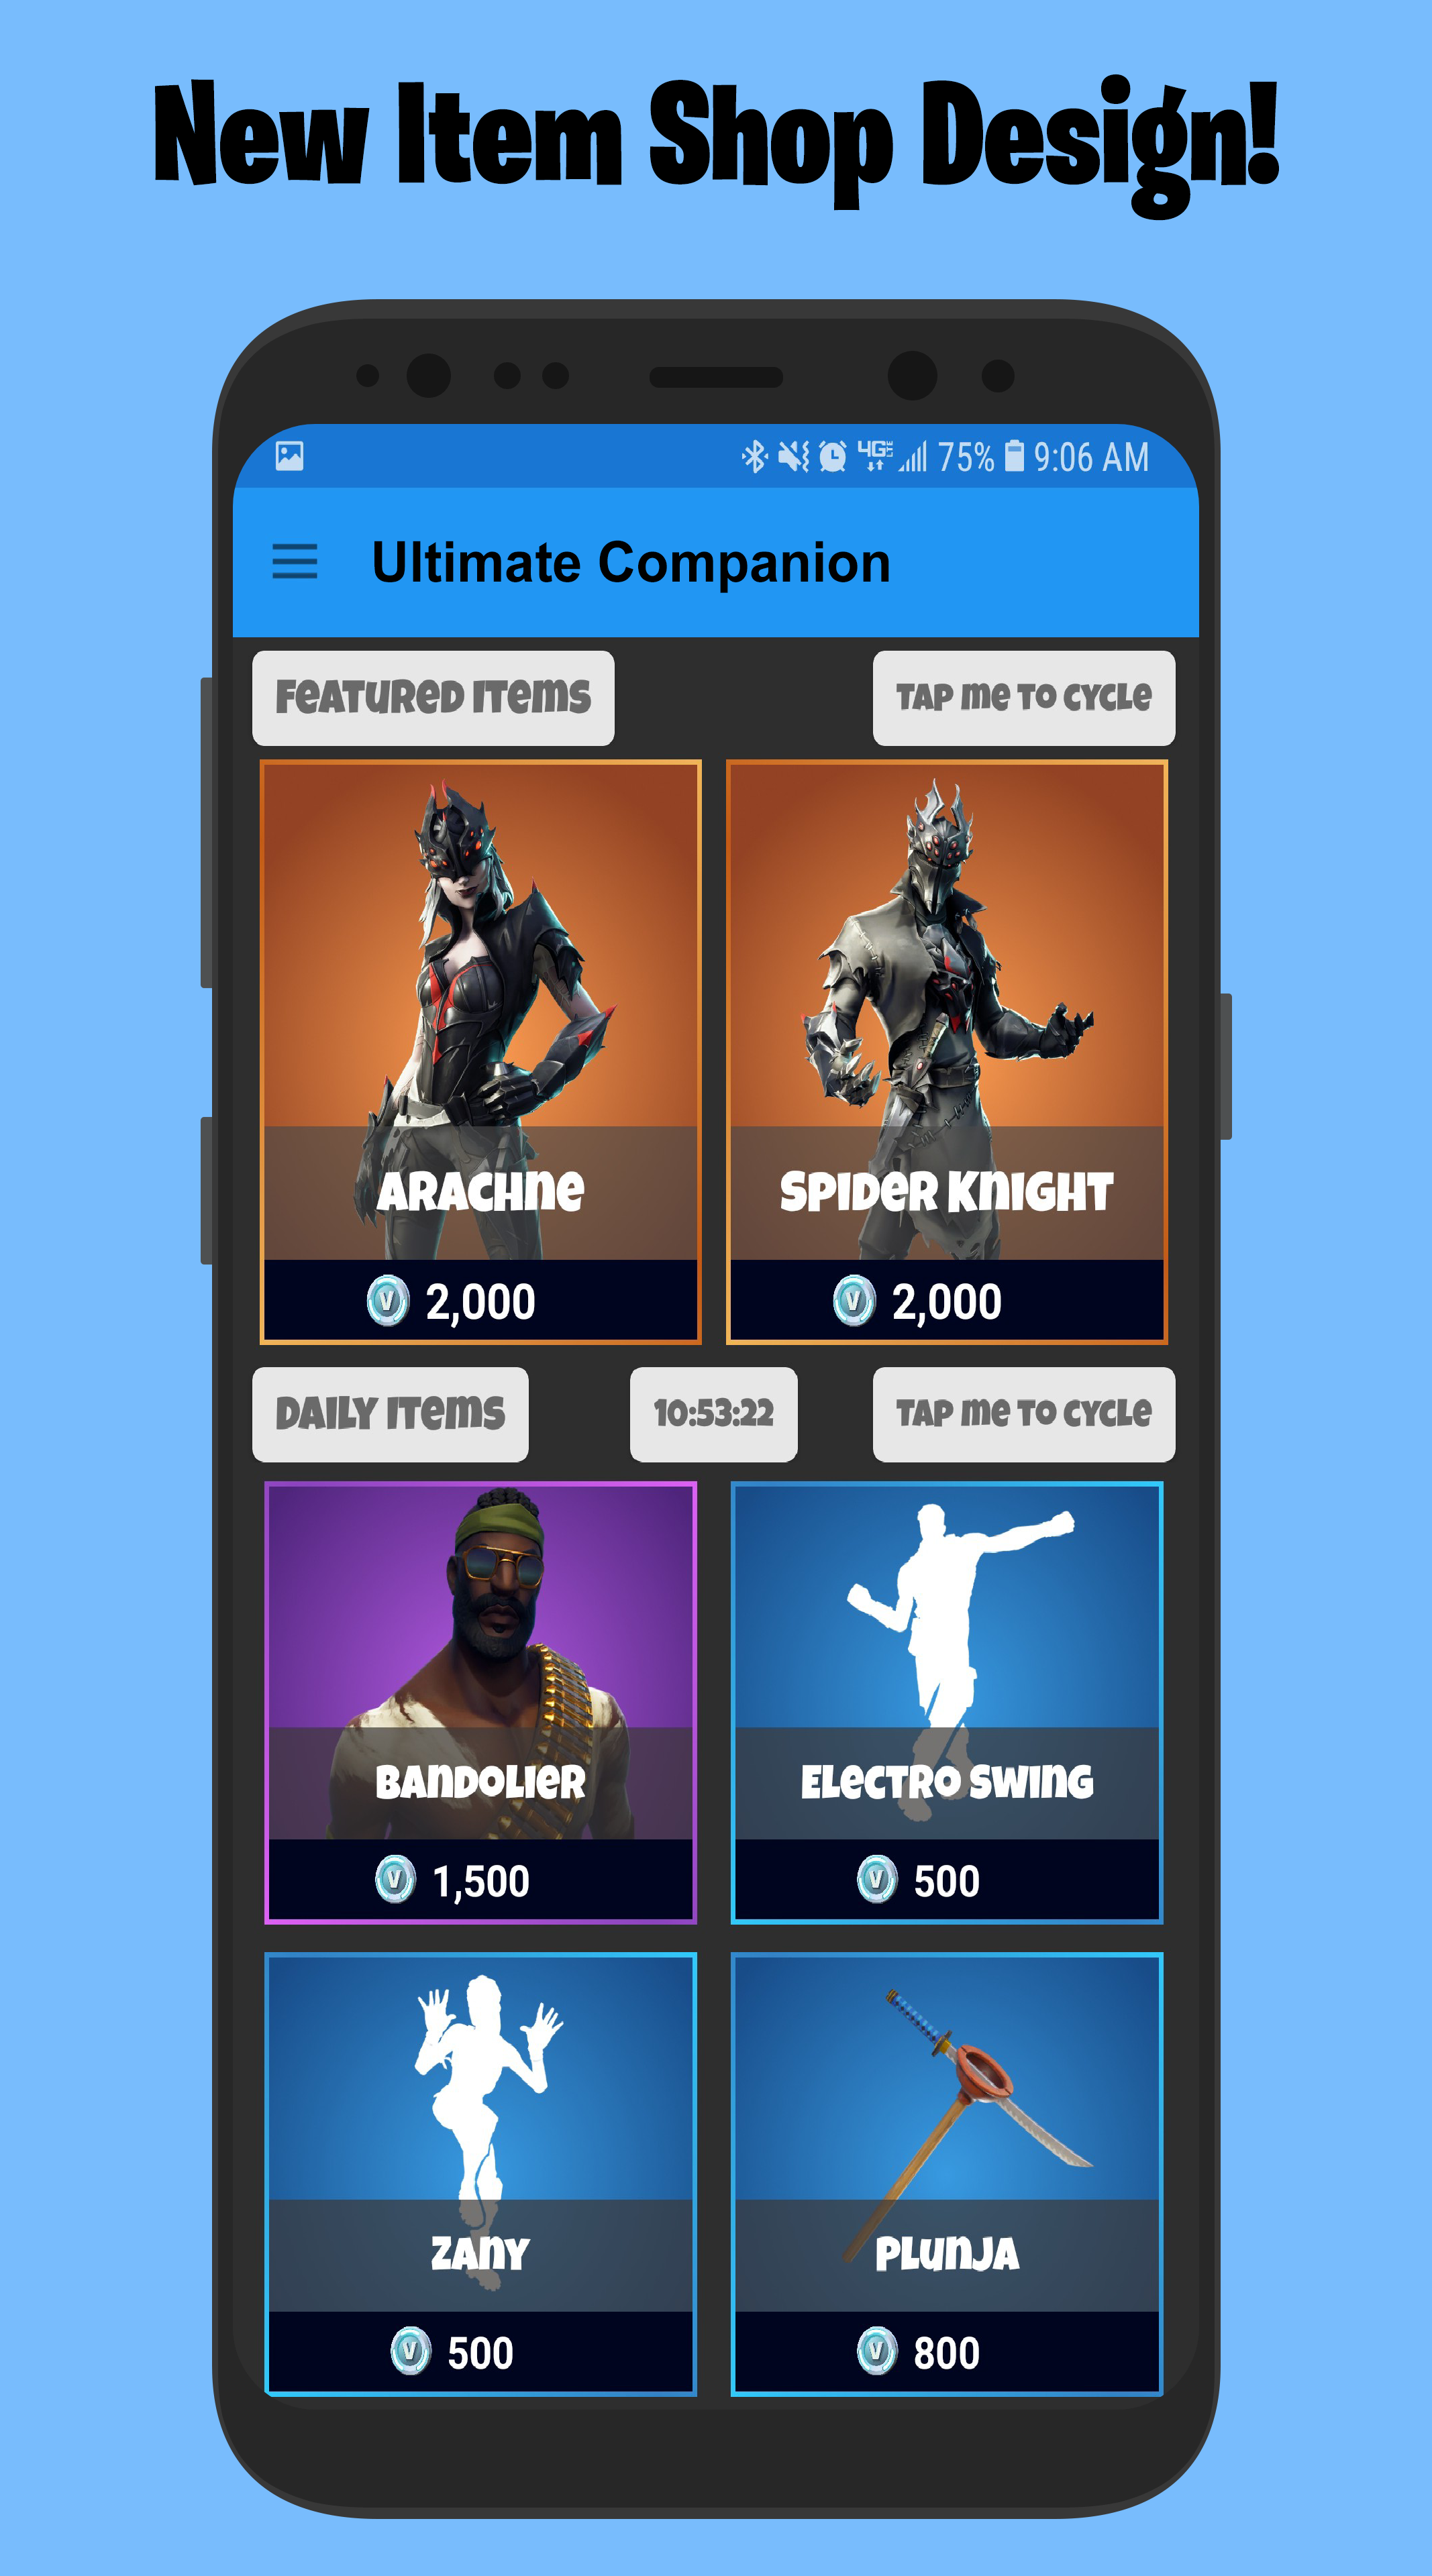 New Item Shop Design!
4G LTE 75% 9:06 AM
Ultimate Companion
Featured Items
Tap me to cycle
Arachne
Spider Knight
V 2,000
V 2,000
Daily Items
10:53:22
Tap me to cycle
Bandolier
Electro Swing
V 1,500
V 500
Zany
Plunja
V 500
V 800